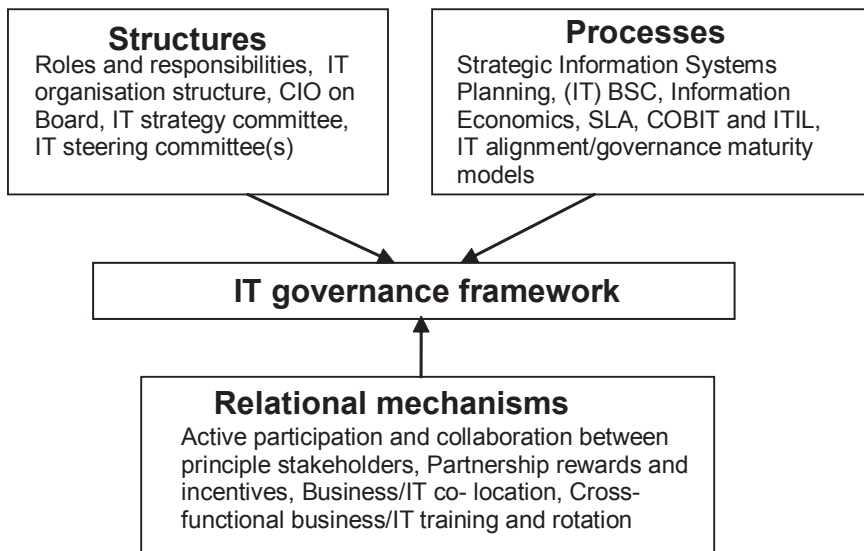 Structures
Roles and responsibilities, IT
organisation structure, CIO on
Board, IT strategy committee,
IT steering committee(s)
Processes
Strategic Information Systems
Planning, (IT) BSC, Information
Economics, SLA, COBIT and ITIL,
IT alignment/governance maturity
models
IT governance framework
Relational mechanisms
Active participation and collaboration between
principle stakeholders, Partnership rewards and
incentives, Business/IT co- location, Cross-
functional business/IT training and rotation